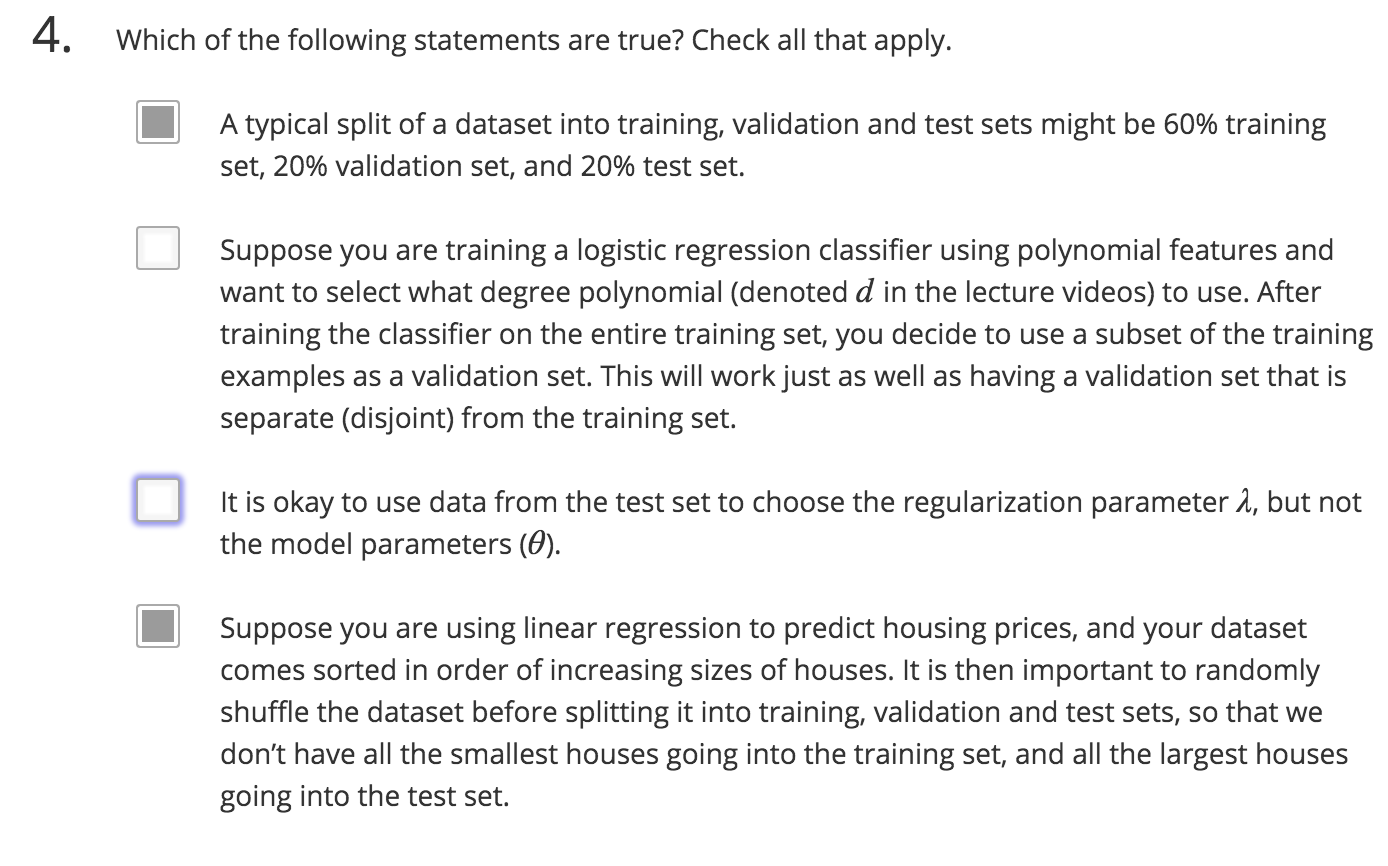 4. Which of the following statements are true? Check all that apply.
A typical split of a dataset into training, validation and test sets might be 60% training
set, 20% validation set, and 20% test set.
Suppose you are training a logistic regression classifier using polynomial features and
want to select what degree polynomial (denoted d in the lecture videos) to use. After
training the classifier on the entire training set, you decide to use a subset of the training
examples as a validation set. This will work just as well as having a validation set that is
separate (disjoint) from the training set.
It is okay to use data from the test set to choose the regularization parameter λ, but not
the model parameters (θ).
Suppose you are using linear regression to predict housing prices, and your dataset
comes sorted in order of increasing sizes of houses. It is then important to randomly
shuffle the dataset before splitting it into training, validation and test sets, so that we
don’t have all the smallest houses going into the training set, and all the largest houses
going into the test set.